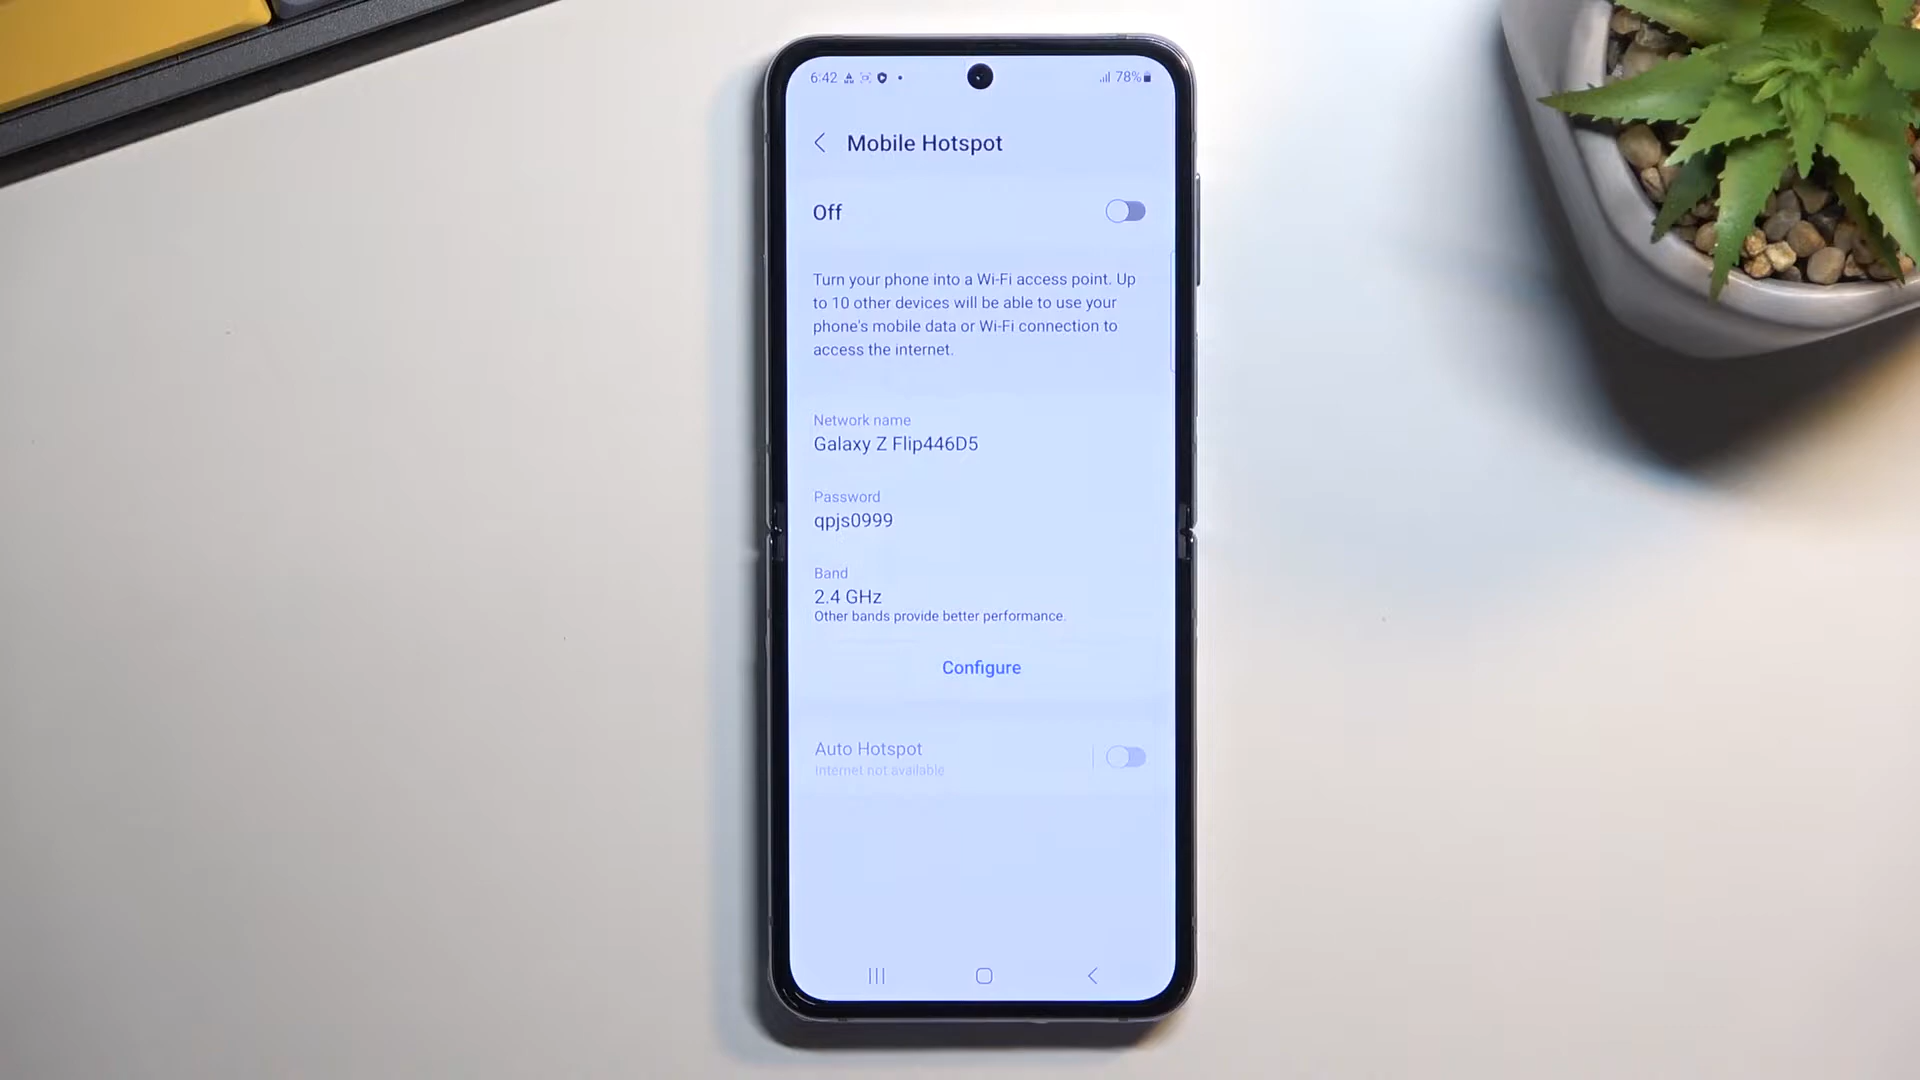 6:42
78%
Mobile Hotspot
Off
Turn your phone into a Wi-Fi access point. Up
to 10 other devices will be able to use your
phone's mobile data or Wi-Fi connection to
access the internet.
Network name
Galaxy Z Flip446D5
Password
qpjs0999
Band
2.4 GHz
Other bands provide better performance.
Configure
Auto Hotspot
Internet not available